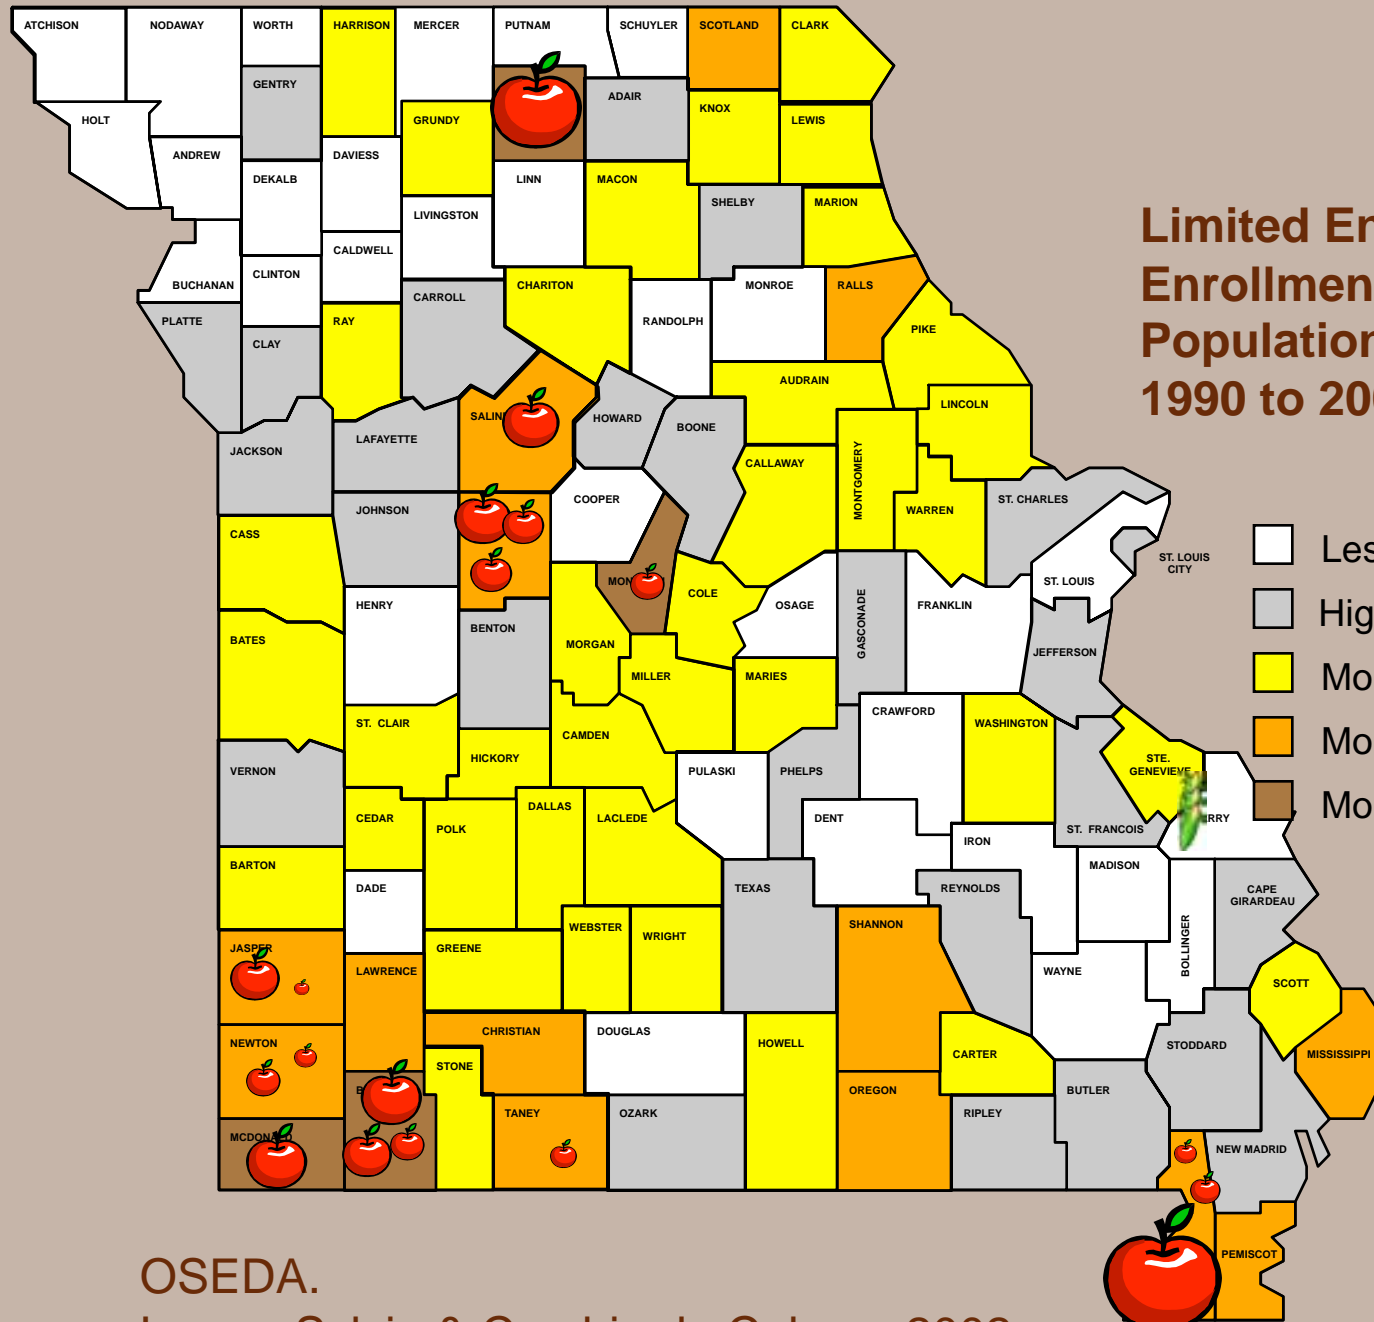 ATCHISON
NODAWAY
WORTH
HARRISON
MERCER
PUTNAM
SCHUYLER
SCOTLAND
CLARK
GENTRY
ADAIR
KNOX
LEWIS
HOLT
GRUNDY
ANDREW
DAVIESS
DEKALB
LINN
MACON
SHELBY
MARION
LIVINGSTON
CALDWELL
CLINTON
BUCHANAN
CHARITON
MONROE
RALLS
CARROLL
PLATTE
RAY
RANDOLPH
PIKE
CLAY
AUDRAIN
LINCOLN
HOWARD
BOONE
LAFAYETTE
JACKSON
CALLAWAY
MONTGOMERY
COOPER
ST. CHARLES
JOHNSON
WARREN
CASS
ST. LOUIS
CITY
ST. LOUIS
COLE
HENRY
OSAGE
GASCONADE
FRANKLIN
BENTON
BATES
MORGAN
JEFFERSON
MILLER
MARIES
CRAWFORD
ST. CLAIR
WASHINGTON
CAMDEN
HICKORY
STE.
GENEVIEVE
VERNON
PULASKI
PHELPS
DALLAS
CEDAR
LACLEDE
DENT
POLK
ST. FRANCOIS
RRY
IRON
BARTON
MADISON
DADE
TEXAS
REYNOLDS
CAPE
GIRARDEAU
SHANNON
WEBSTER
WRIGHT
BOLLINGER
JASPER
GREENE
LAWRENCE
WAYNE
SCOTT
CHRISTIAN
DOUGLAS
NEWTON
HOWELL
STODDARD
CARTER
MISSISSIPPI
STONE
OREGON
BUTLER
TANEY
OZARK
RIPLEY
MCDONALD
NEW MADRID
PEMISCOT
Limited En
Enrollmen
Population
1990 to 20
Les
Hig
Mo
Mo
Mo
OSEDA.